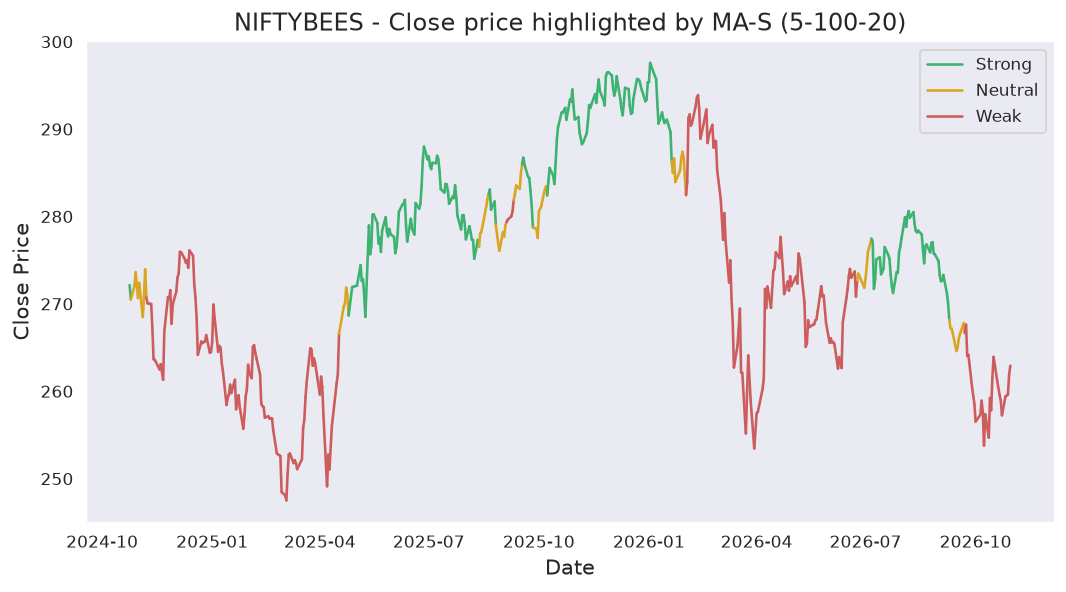 NIFTYBEES - Close price highlighted by MA-S (5-100-20)
Strong
Neutral
Weak
Close Price
300
290
280
270
260
250
2024-10 2025-01 2025-04 2025-07 2025-10 2026-01 2026-04 2026-07 2026-10
Date